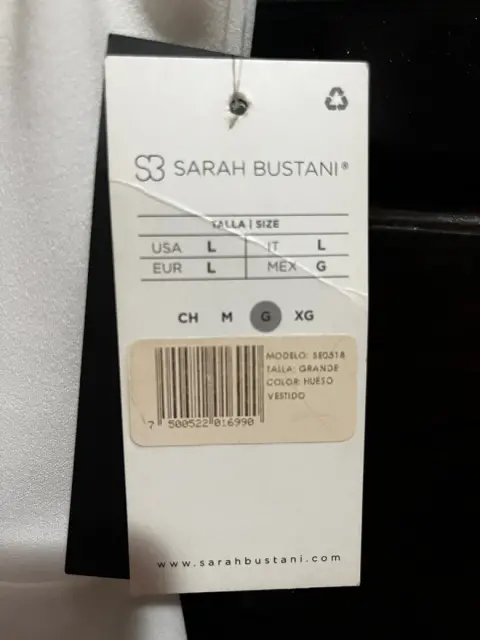 SB SARAH BUSTANI®
TALLA | SIZE
USA L IT L
EUR L MEX G
CH M G XG
MODELO: SE0518
TALLA: GRANDE
COLOR: HUESO
VESTIDO
7 500522 016990
www.sarahbustani.com